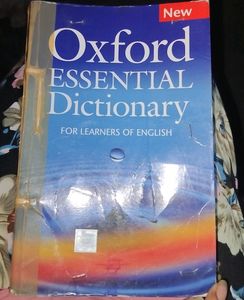 New
Oxford
ESSENTIAL
Dictionary
FOR LEARNERS OF ENGLISH